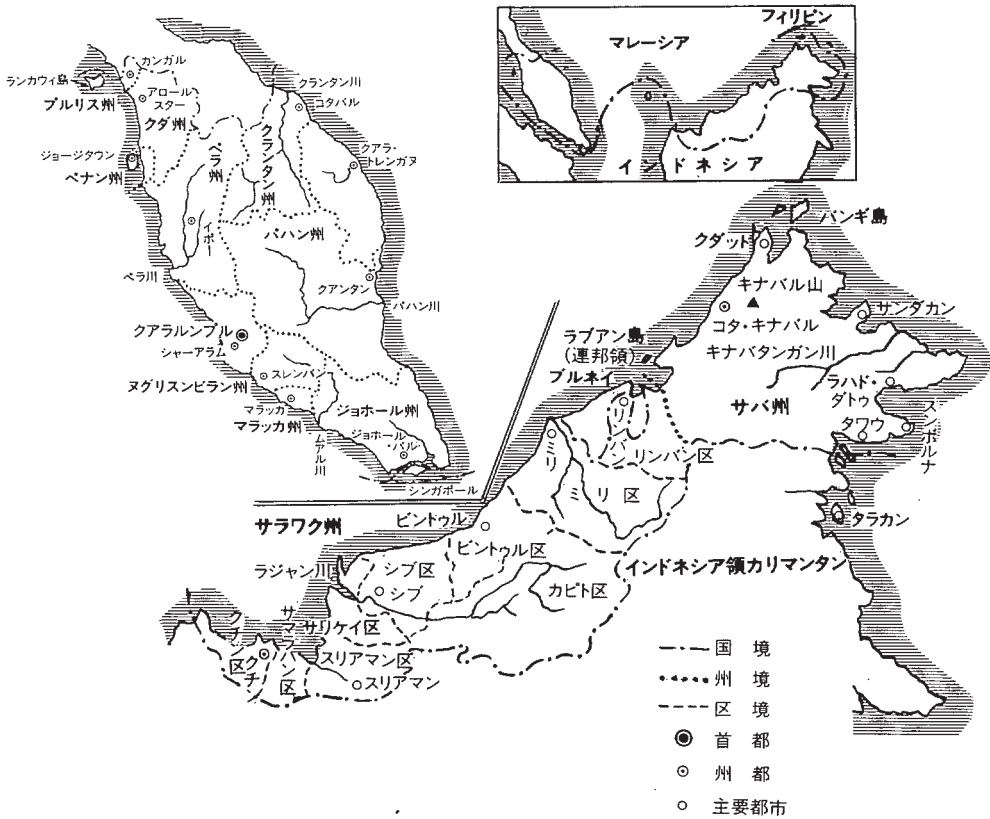 フィリピン
マレーシア
インドネシア
カンガル
ランカウィ島
プルリス州
アロール
スター
クダ州
クランタン川
コタバル
ペラ州
クランタン州
クアラ・
トレンガヌ
ジョージタウン
ペナン州
イポー
パハン州
ペラ川
クアンタン
パハン川
クアラルンプル
シャーアラム
スレンバン
ヌグリスンビラン州
マラッカ
マラッカ州
ジョホール州
ジョホール
バル
ムアル川
シンガポール
バンギ島
クダット
キナバル山
サンダカン
コタ・キナバル
ラブアン島
(連邦領)
キナバタンガン川
ブルネイ
ラハド・
ダトゥ
サバ州
タワウ
スンポルナ
リンバン
リンバン区
ミリ
ミリ区
タラカン
サラワク州
ビントゥル
ビントゥル区
インドネシア領カリマンタン
ラジャン川
シブ区
シブ
カピト区
サマラハン区
サリケイ区
クチン区
クチン
スリアマン区
スリアマン
国境
州境
区境
首都
州都
主要都市